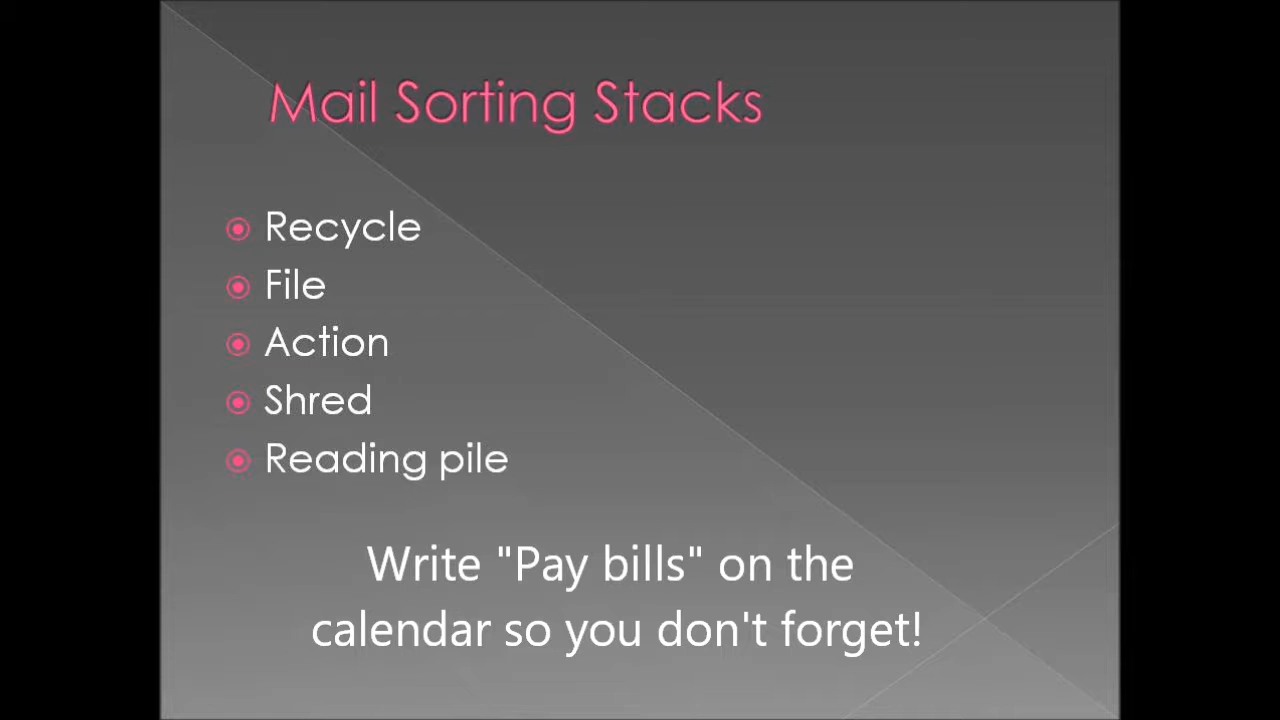 Mail Sorting Stacks
Recycle
File
Action
Shred
Reading pile
Write "Pay bills" on the
calendar so you don't forget!